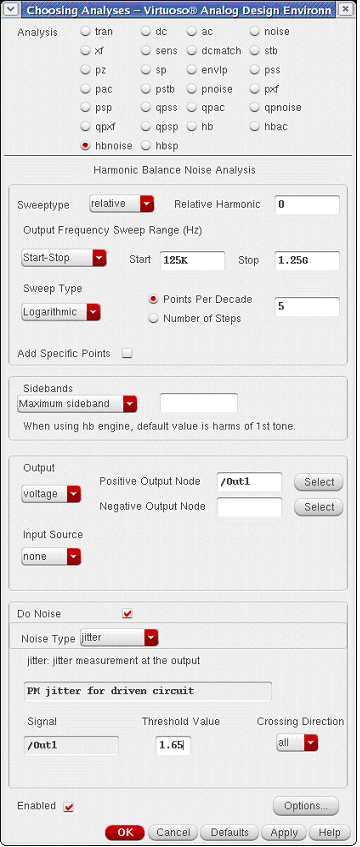 Choosing Analyses -- Virtuoso® Analog Design Environn
Analysis tran dc ac noise
xf sens dcmatch stb
pz sp envlp pss
pac pstb pnoise pxf
psp qpss qpac qpnoise
qpxf qpsp hb hbac
hbnoise hbsp
Harmonic Balance Noise Analysis
Sweeptype relative Relative Harmonic 0
Output Frequency Sweep Range (Hz)
Start-Stop Start 125K Stop 1.25G
Sweep Type
Logarithmic
Points Per Decade 5
Number of Steps
Add Specific Points
Sidebands
Maximum sideband
When using hb engine, default value is harms of 1st tone.
Output
voltage
Positive Output Node /Out1 Select
Negative Output Node Select
Input Source
none
Do Noise
Noise Type jitter
jitter: jitter measurement at the output
PM jitter for driven circuit
Signal Threshold Value Crossing Direction
/Out1 1.65 all
Enabled Options...
OK Cancel Defaults Apply Help